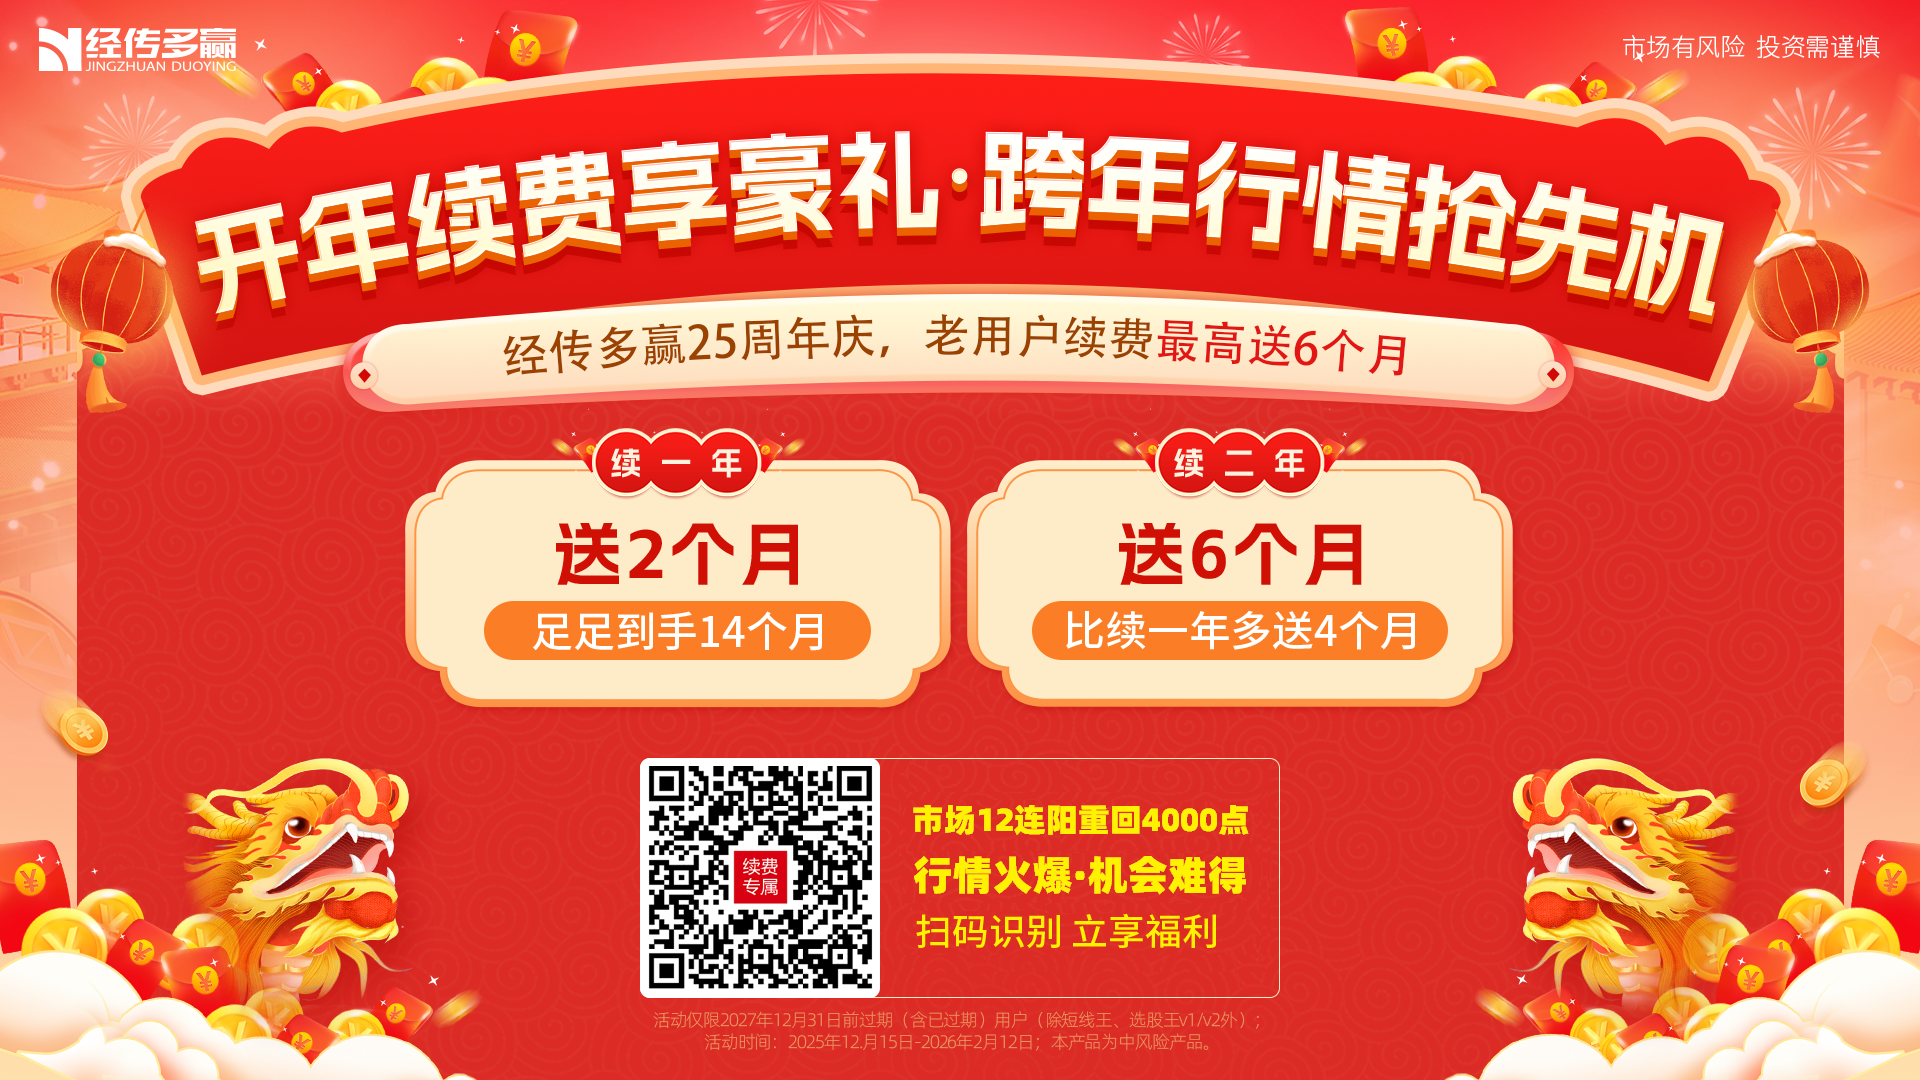 经传多赢
JINGZHUAN DUOYING
市场有风险 投资需谨慎
开年续费享豪礼·跨年行情抢先机
经传多赢25周年庆，老用户续费最高送6个月
续一年
送2个月
足足到手14个月
续二年
送6个月
比续一年多送4个月
续费
专属
市场12连阳重回4000点
行情火爆·机会难得
扫码识别 立享福利
活动仅限2027年12月31日前过期（含已过期）用户（除短线王、选股王v1/v2外）；
活动时间：2025年12.月15日-2026年2月12日；本产品为中风险产品。